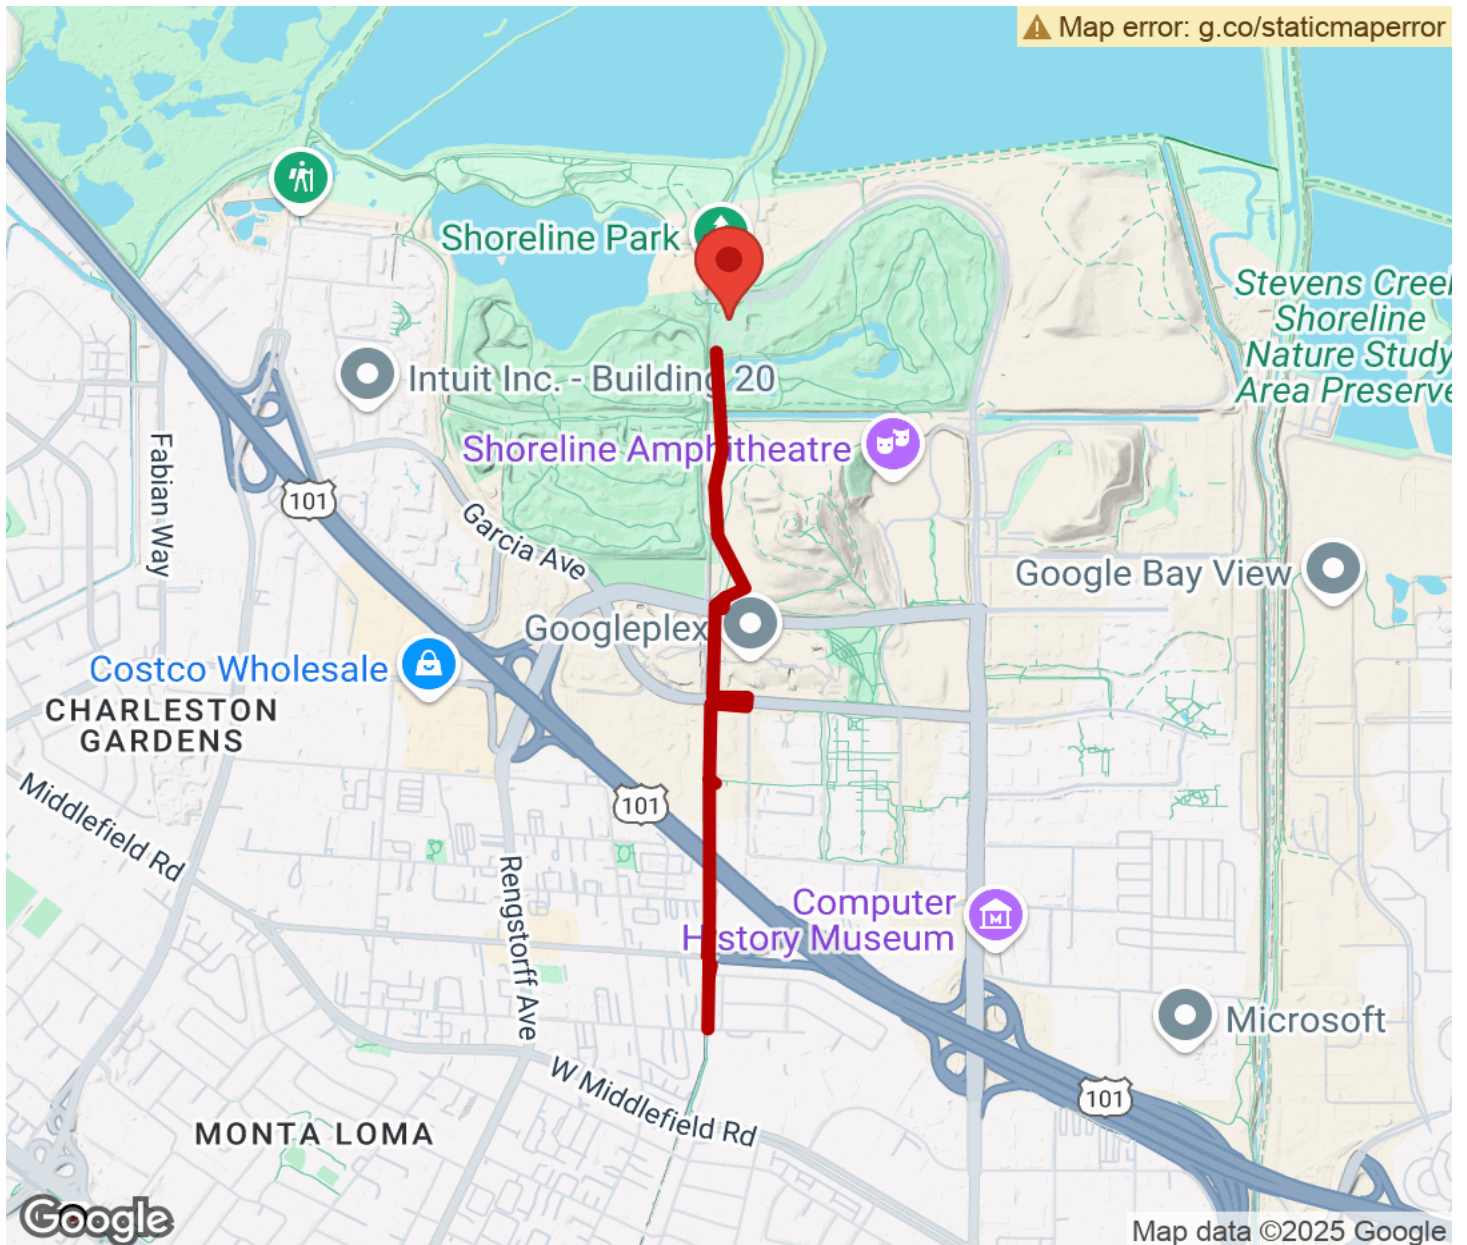 Map error: g.co/staticmaperror
Shoreline Park
Stevens Creek
Shoreline
Nature Study
Area Preserve
Intuit Inc. - Building 20
Shoreline Amphitheatre
Fabian Way
101
Garcia Ave
Google Bay View
Googleplex
Costco Wholesale
CHARLESTON
GARDENS
Middlefield Rd
101
Rengstorff Ave
Computer
History Museum
Microsoft
W Middlefield Rd
101
MONTA LOMA
Google
Map data ©2025 Google